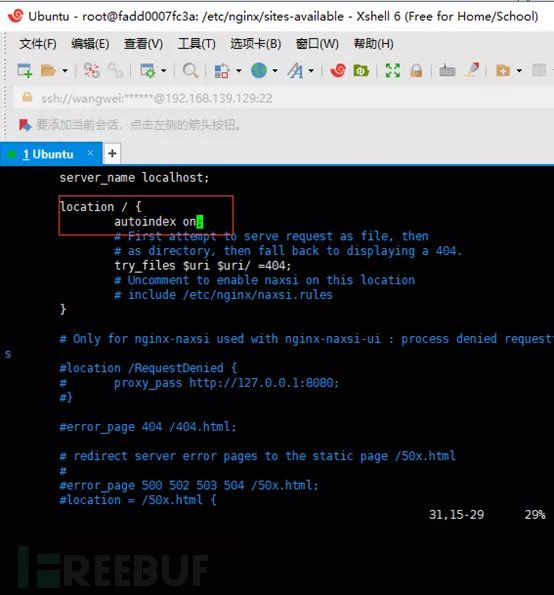 Ubuntu - root@fadd0007fc3a: /etc/nginx/sites-available - Xshell 6 (Free for Home/School)
文件(F) 编辑(E) 查看(V) 工具(T) 选项卡(B) 窗口(W) 帮助(H)
ssh://wangwei:******@192.168.139.129:22
要添加当前会话，点击左侧的箭头按钮。
1 Ubuntu × +
server_name localhost;
location / {
autoindex on;
# First attempt to serve request as file, then
# as directory, then fall back to displaying a 404.
try_files $uri $uri/ =404;
# Uncomment to enable naxsi on this location
# include /etc/nginx/naxsi.rules
}
# Only for nginx-naxsi used with nginx-naxsi-ui : process denied request
s
#location /RequestDenied {
# proxy_pass http://127.0.0.1:8080;
#}
#error_page 404 /404.html;
# redirect server error pages to the static page /50x.html
#
#error_page 500 502 503 504 /50x.html;
#location = /50x.html {
31,15-29 29%
FREEBUF